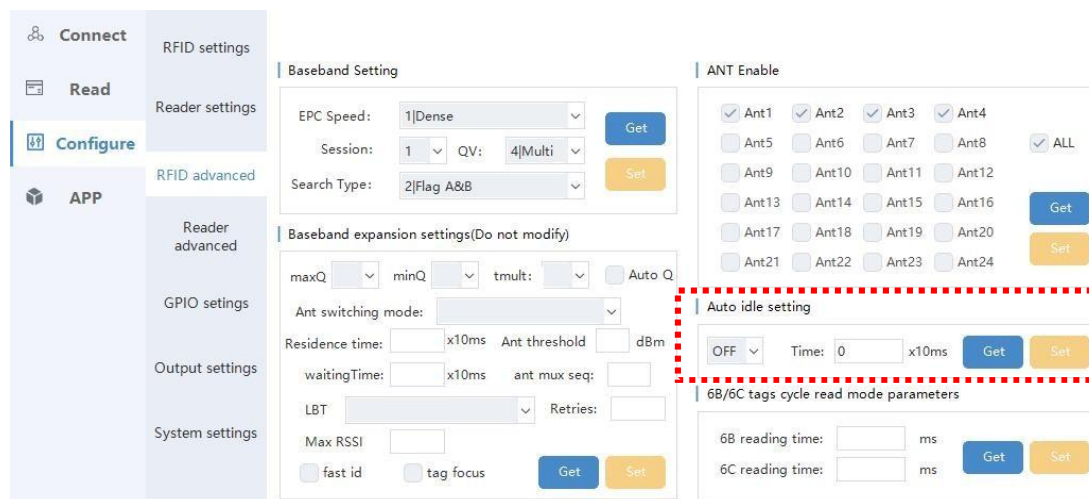 Connect
Read
Configure
APP
RFID settings
Reader settings
RFID advanced
Reader
advanced
GPIO setings
Output settings
System settings
Baseband Setting
EPC Speed: 1|Dense
Get
Session: 1 QV: 4|Multi
Set
Search Type: 2|Flag A&B
Baseband expansion settings(Do not modify)
maxQ minQ tmult: Auto Q
Ant switching mode:
Residence time: x10ms Ant threshold dBm
waitingTime: x10ms ant mux seq:
LBT Retries:
Max RSSI
fast id tag focus Get Set
ANT Enable
Ant1 Ant2 Ant3 Ant4
Ant5 Ant6 Ant7 Ant8 ALL
Ant9 Ant10 Ant11 Ant12
Ant13 Ant14 Ant15 Ant16 Get
Ant17 Ant18 Ant19 Ant20
Set
Ant21 Ant22 Ant23 Ant24
Auto idle setting
OFF Time: 0 x10ms Get Set
6B/6C tags cycle read mode parameters
6B reading time: ms
Get Set
6C reading time: ms